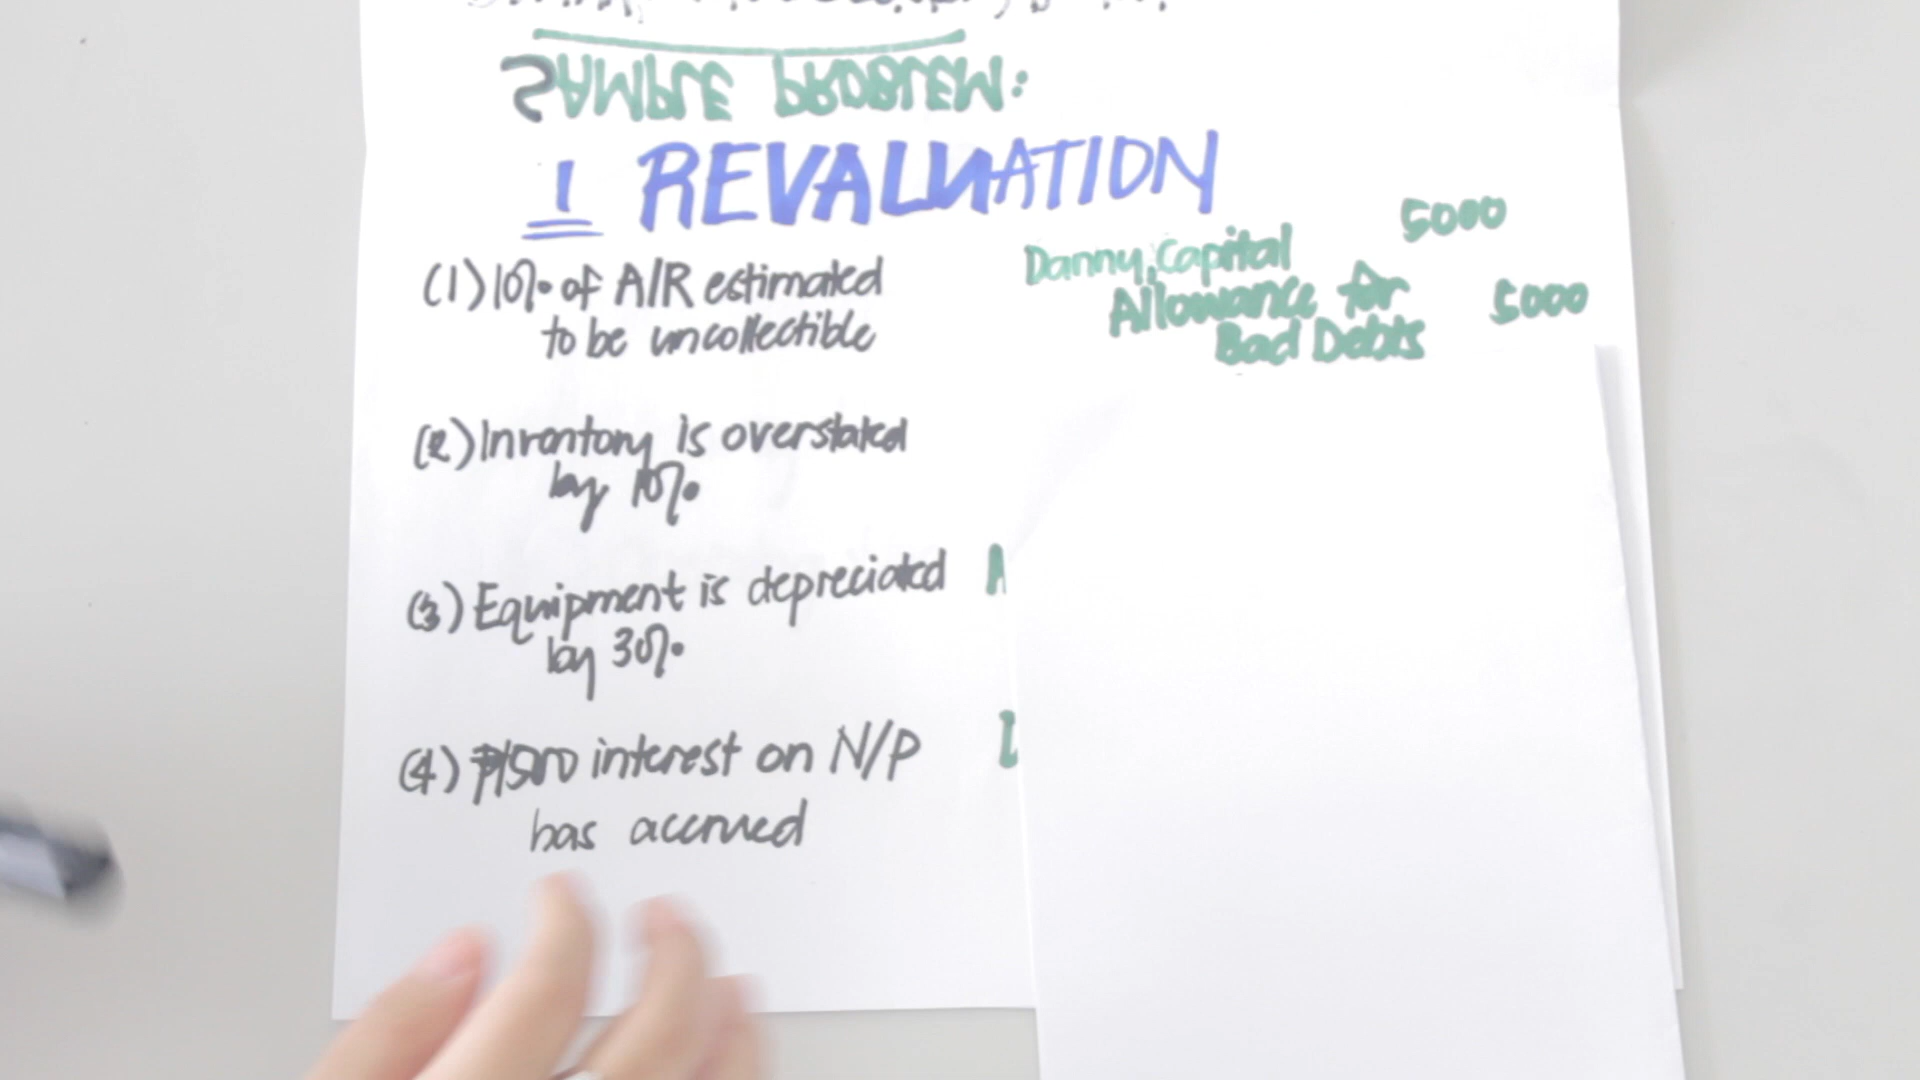 SAMPLE PROBLEM:
1 REVALUATION
(1) 10% of A/R estimated
to be uncollectible
Danny, Capital 5000
Allowance for
Bad Debts 5000
(2) Inventory is overstated
by 10%
(3) Equipment is depreciated
by 30%
(4) ₱1500 interest on N/P
has accrued